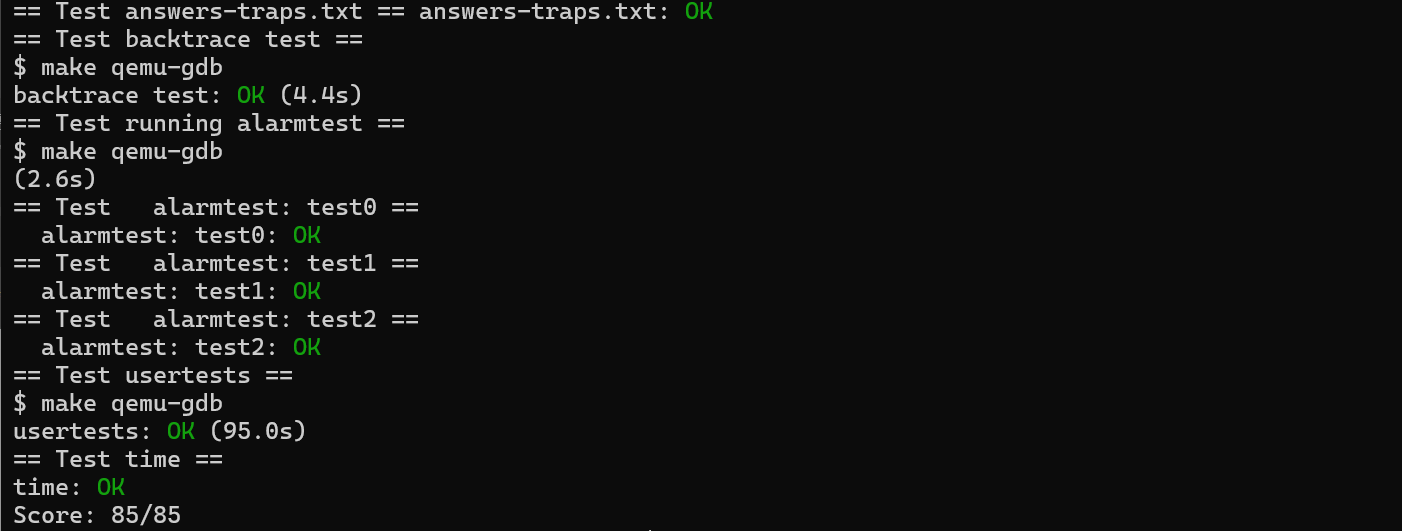 == Test answers-traps.txt == answers-traps.txt: OK
== Test backtrace test ==
$ make qemu-gdb
backtrace test: OK (4.4s)
== Test running alarmtest ==
$ make qemu-gdb
(2.6s)
== Test   alarmtest: test0 ==
  alarmtest: test0: OK
== Test   alarmtest: test1 ==
  alarmtest: test1: OK
== Test   alarmtest: test2 ==
  alarmtest: test2: OK
== Test usertests ==
$ make qemu-gdb
usertests: OK (95.0s)
== Test time ==
time: OK
Score: 85/85